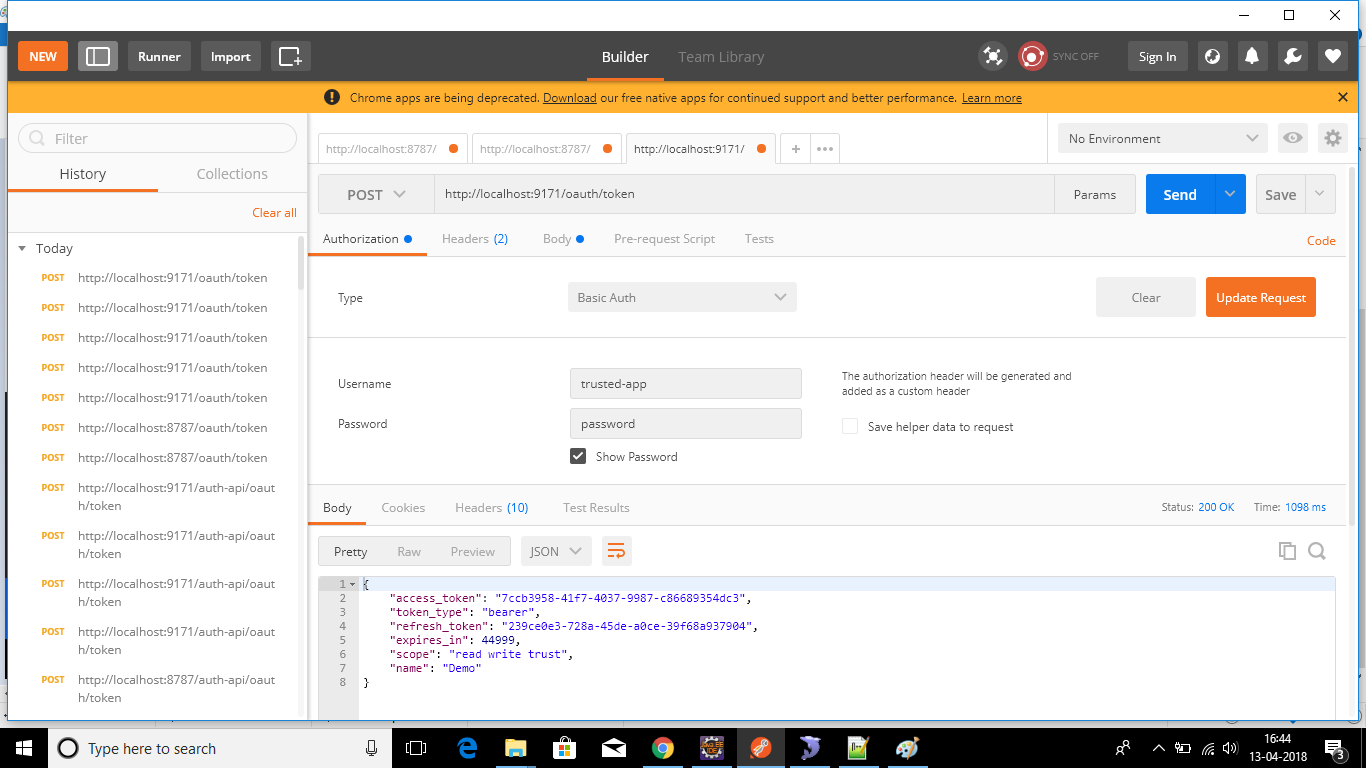 NEW
Runner
Import
Builder
Team Library
SYNC OFF
Sign In
Chrome apps are being deprecated. Download our free native apps for continued support and better performance. Learn more
Filter
History
Collections
Clear all
Today
POST http://localhost:9171/oauth/token
POST http://localhost:9171/oauth/token
POST http://localhost:9171/oauth/token
POST http://localhost:9171/oauth/token
POST http://localhost:9171/oauth/token
POST http://localhost:8787/oauth/token
POST http://localhost:8787/oauth/token
POST http://localhost:9171/auth-api/oaut
h/token
POST http://localhost:9171/auth-api/oaut
h/token
POST http://localhost:9171/auth-api/oaut
h/token
POST http://localhost:9171/auth-api/oaut
h/token
POST http://localhost:8787/auth-api/oaut
h/token
http://localhost:8787/
http://localhost:8787/
http://localhost:9171/
No Environment
POST
http://localhost:9171/oauth/token
Params
Send
Save
Authorization
Headers (2)
Body
Pre-request Script
Tests
Code
Type
Basic Auth
Clear
Update Request
Username
trusted-app
Password
password
Show Password
The authorization header will be generated and
added as a custom header
Save helper data to request
Body
Cookies
Headers (10)
Test Results
Status: 200 OK
Time: 1098 ms
Pretty
Raw
Preview
JSON
1 {
2 "access_token": "7ccb3958-41f7-4037-9987-c86689354dc3",
3 "token_type": "bearer",
4 "refresh_token": "239ce0e3-728a-45de-a0ce-39f68a937904",
5 "expires_in": 44999,
6 "scope": "read write trust",
7 "name": "Demo"
8 }
Type here to search
JAVA EE
IDE
16:44
13-04-2018
3